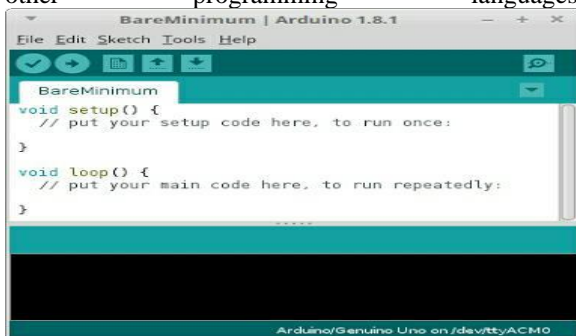 other programming languages
BareMinimum | Arduino 1.8.1
File Edit Sketch Tools Help
BareMinimum
void setup() {
// put your setup code here, to run once:
}
void loop() {
// put your main code here, to run repeatedly:
}
Arduino/Genuino Uno on /dev/ttyACM0